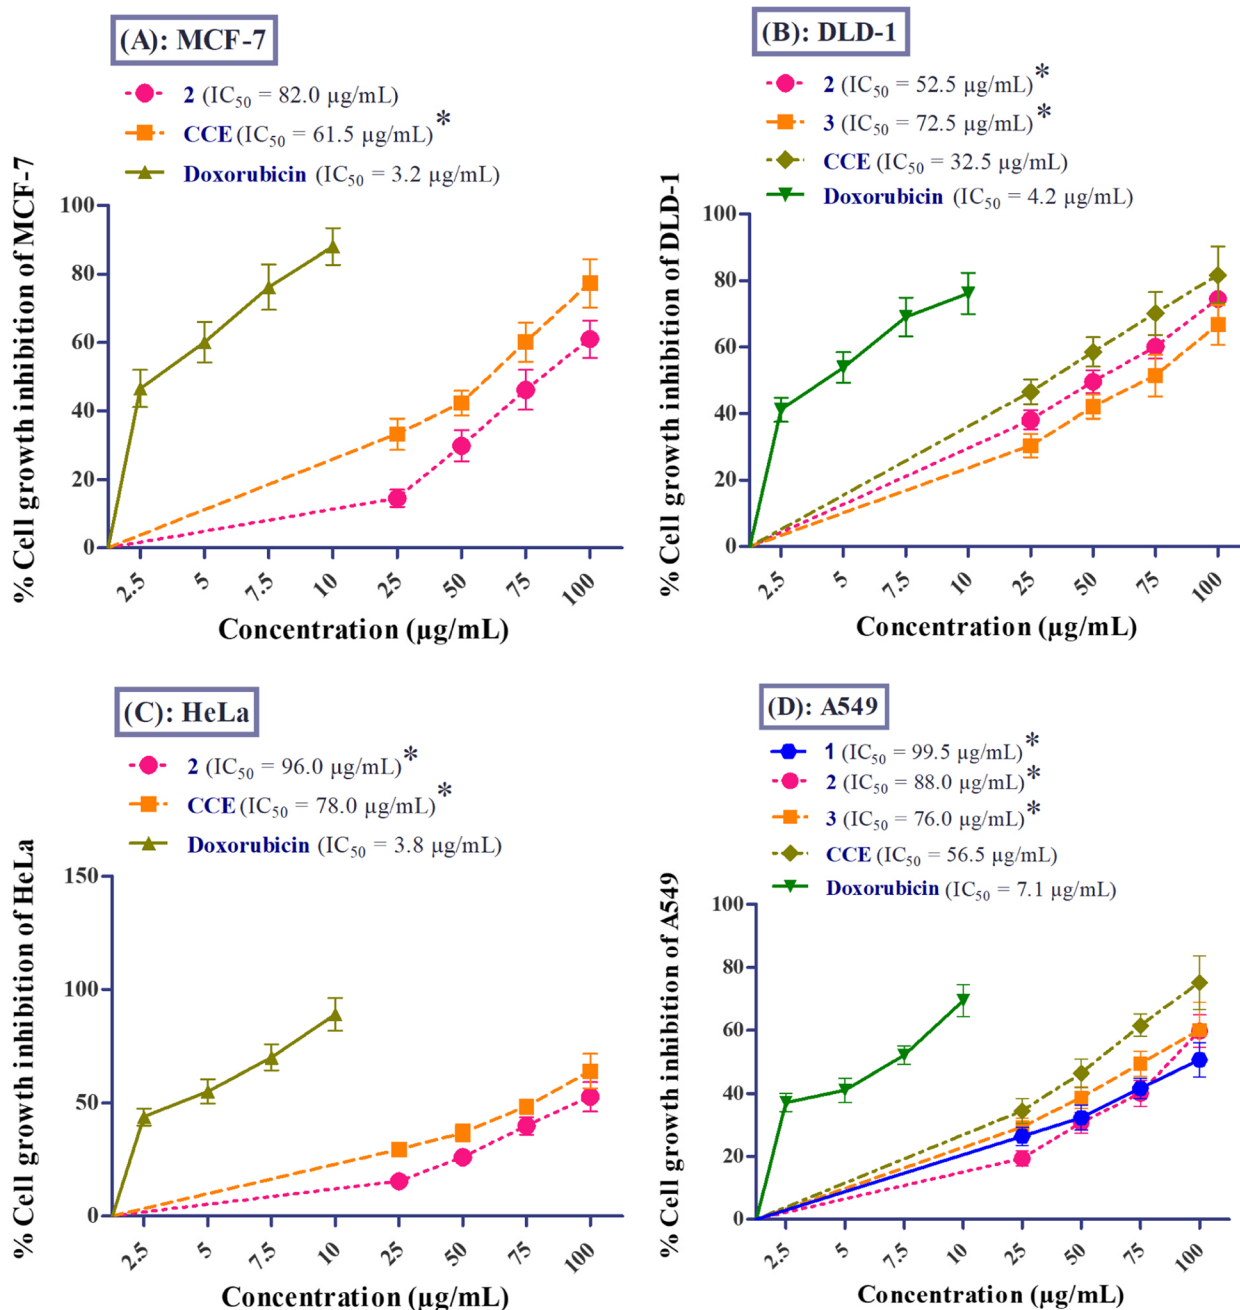 (A): MCF-7
2 (IC50 = 82.0 µg/mL)
CCE (IC50 = 61.5 µg/mL)*
Doxorubicin (IC50 = 3.2 µg/mL)
% Cell growth inhibition of MCF-7
100
80
60
40
20
0
2.5
5
7.5
10
25
50
75
100
Concentration (µg/mL)
(B): DLD-1
2 (IC50 = 52.5 µg/mL)*
3 (IC50 = 72.5 µg/mL)*
CCE (IC50 = 32.5 µg/mL)
Doxorubicin (IC50 = 4.2 µg/mL)
% Cell growth inhibition of DLD-1
100
80
60
40
20
0
2.5
5
7.5
10
25
50
75
100
Concentration (µg/mL)
(C): HeLa
2 (IC50 = 96.0 µg/mL)*
CCE (IC50 = 78.0 µg/mL)*
Doxorubicin (IC50 = 3.8 µg/mL)
% Cell growth inhibition of HeLa
150
100
50
0
2.5
5
7.5
10
25
50
75
100
Concentration (µg/mL)
(D): A549
1 (IC50 = 99.5 µg/mL)*
2 (IC50 = 88.0 µg/mL)*
3 (IC50 = 76.0 µg/mL)*
CCE (IC50 = 56.5 µg/mL)
Doxorubicin (IC50 = 7.1 µg/mL)
% Cell growth inhibition of A549
100
80
60
40
20
0
2.5
5
7.5
10
25
50
75
100
Concentration (µg/mL)